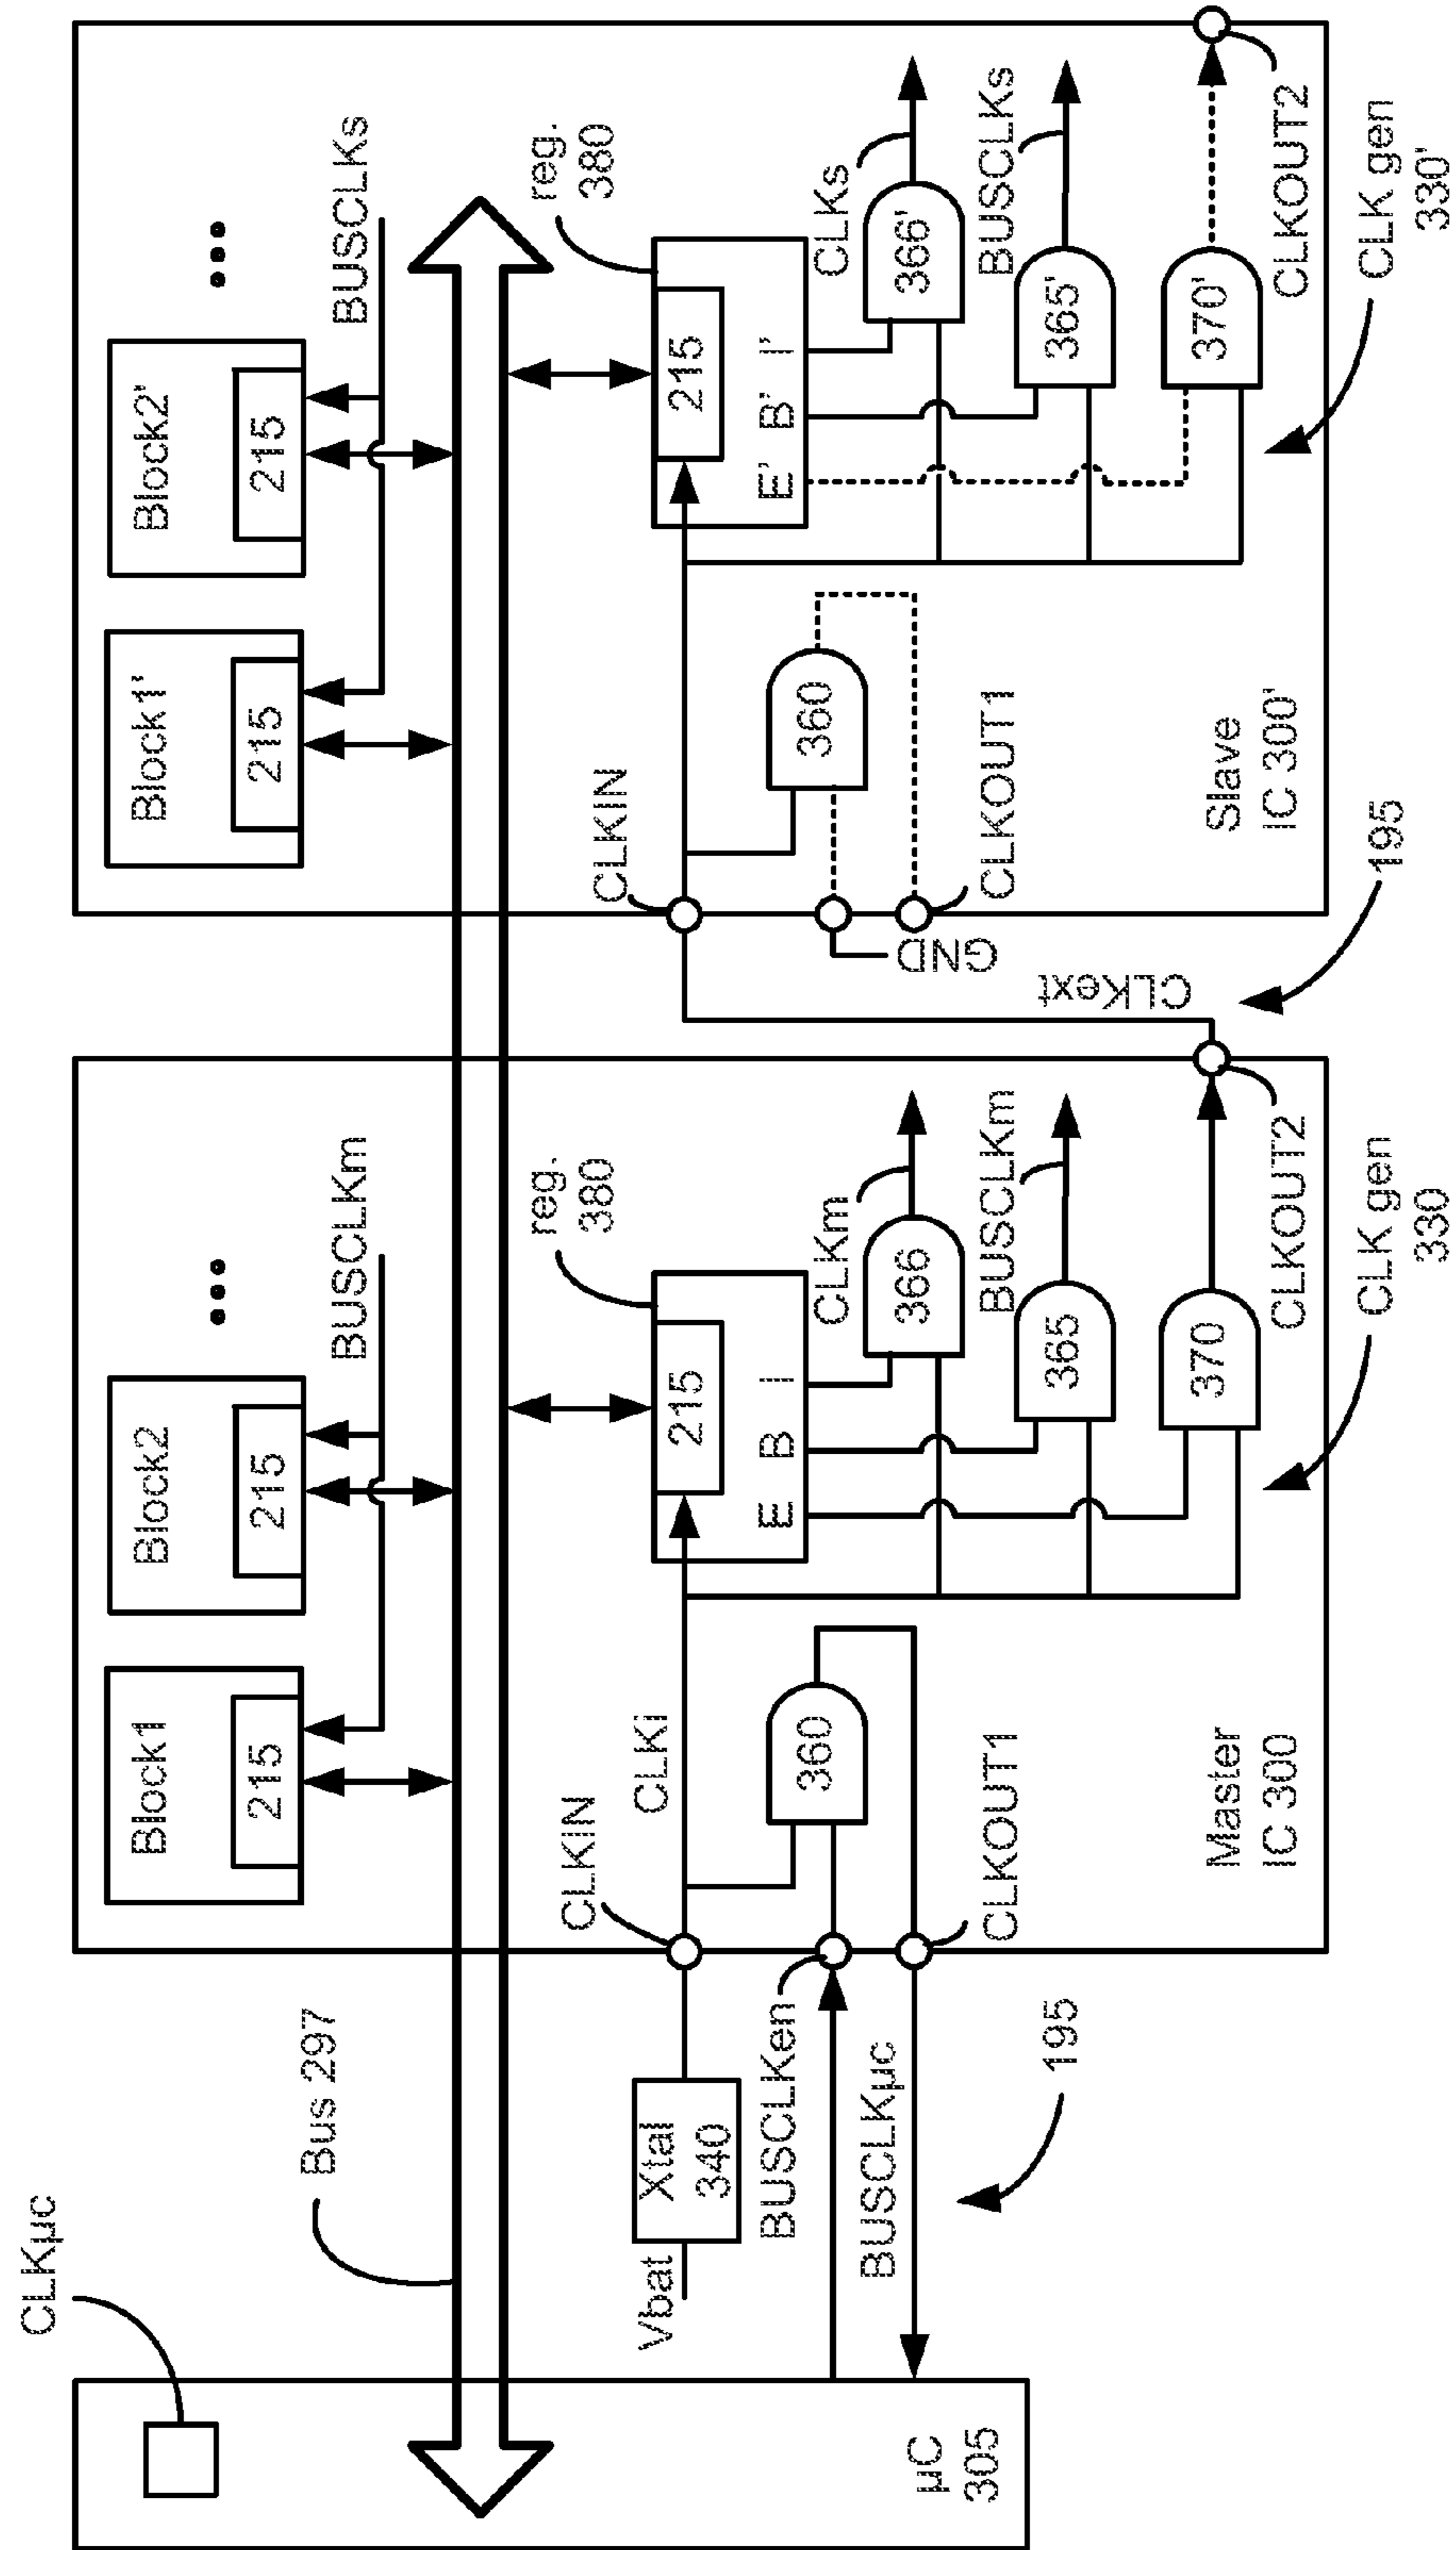 CLKµc
µC
305
Bus 297
Vbat
Xtal
340
BUSCLKen
BUSCLKµc
195
Block1
215
Block2
215
BUSCLKm
CLKIN
CLKi
360
CLKOUT1
Master
IC 300
reg.
380
215
E B I
CLKm
366
BUSCLKm
365
370
CLKOUT2
CLK gen
330
CLKext
195
GND
Block1'
215
Block2'
215
BUSCLKs
CLKIN
360
CLKOUT1
Slave
IC 300'
reg.
380
215
E' B' I'
CLKs
366'
BUSCLKs
365'
370'
CLKOUT2
CLK gen
330'